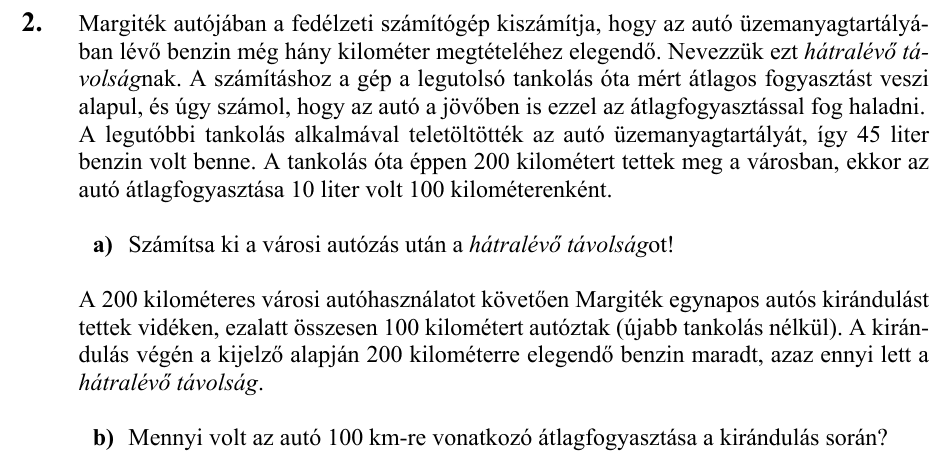 2. Margiték autójában a fedélzeti számítógép kiszámítja, hogy az autó üzemanyagtartályá-
ban lévő benzin még hány kilométer megtételéhez elegendő. Nevezzük ezt hátralévő tá-
volságnak. A számításhoz a gép a legutolsó tankolás óta mért átlagos fogyasztást veszi
alapul, és úgy számol, hogy az autó a jövőben is ezzel az átlagfogyasztással fog haladni.
A legutóbbi tankolás alkalmával teletöltötték az autó üzemanyagtartályát, így 45 liter
benzin volt benne. A tankolás óta éppen 200 kilométert tettek meg a városban, ekkor az
autó átlagfogyasztása 10 liter volt 100 kilométerenként.
a) Számítsa ki a városi autózás után a hátralévő távolságot!
A 200 kilométeres városi autóhasználatot követően Margiték egynapos autós kirándulást
tettek vidéken, ezalatt összesen 100 kilométert autóztak (újabb tankolás nélkül). A kirán-
dulás végén a kijelző alapján 200 kilométerre elegendő benzin maradt, azaz ennyi lett a
hátralévő távolság.
b) Mennyi volt az autó 100 km-re vonatkozó átlagfogyasztása a kirándulás során?